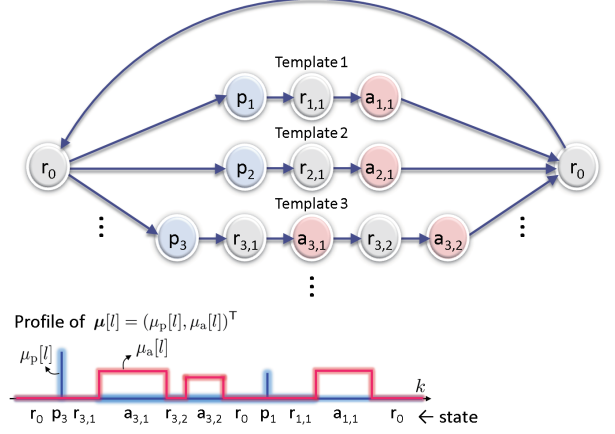 Template 1
p1 r1,1 a1,1
Template 2
r0 p2 r2,1 a2,1 r0
Template 3
⋮ ⋮
p3 r3,1 a3,1 r3,2 a3,2
⋮
Profile of μ[l] = (μp[l], μa[l])ᵀ
μp[l] μa[l]
k
r0 p3 r3,1 a3,1 r3,2 a3,2 r0 p1 r1,1 a1,1 r0 ← state